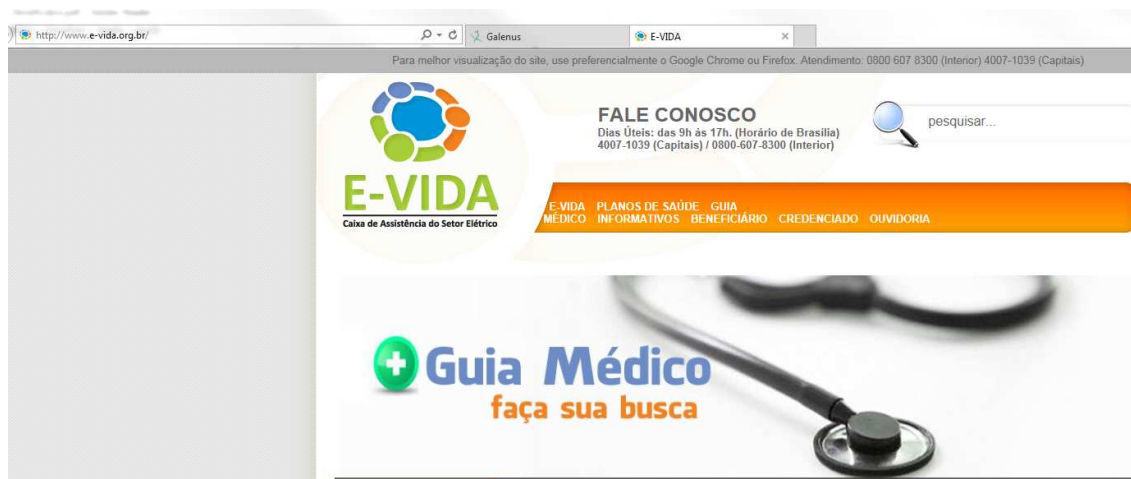 http://www.e-vida.org.br/
Galenus
E-VIDA
Para melhor visualização do site, use preferencialmente o Google Chrome ou Firefox. Atendimento: 0800 607 8300 (Interior) 4007-1039 (Capitais)
FALE CONOSCO
Dias Úteis: das 9h às 17h. (Horário de Brasília)
4007-1039 (Capitais) / 0800-607-8300 (Interior)
pesquisar...
E-VIDA
Caixa de Assistência do Setor Elétrico
E-VIDA PLANOS DE SAÚDE GUIA
MÉDICO INFORMATIVOS BENEFICIÁRIO CREDENCIADO OUVIDORIA
Guia Médico
faça sua busca